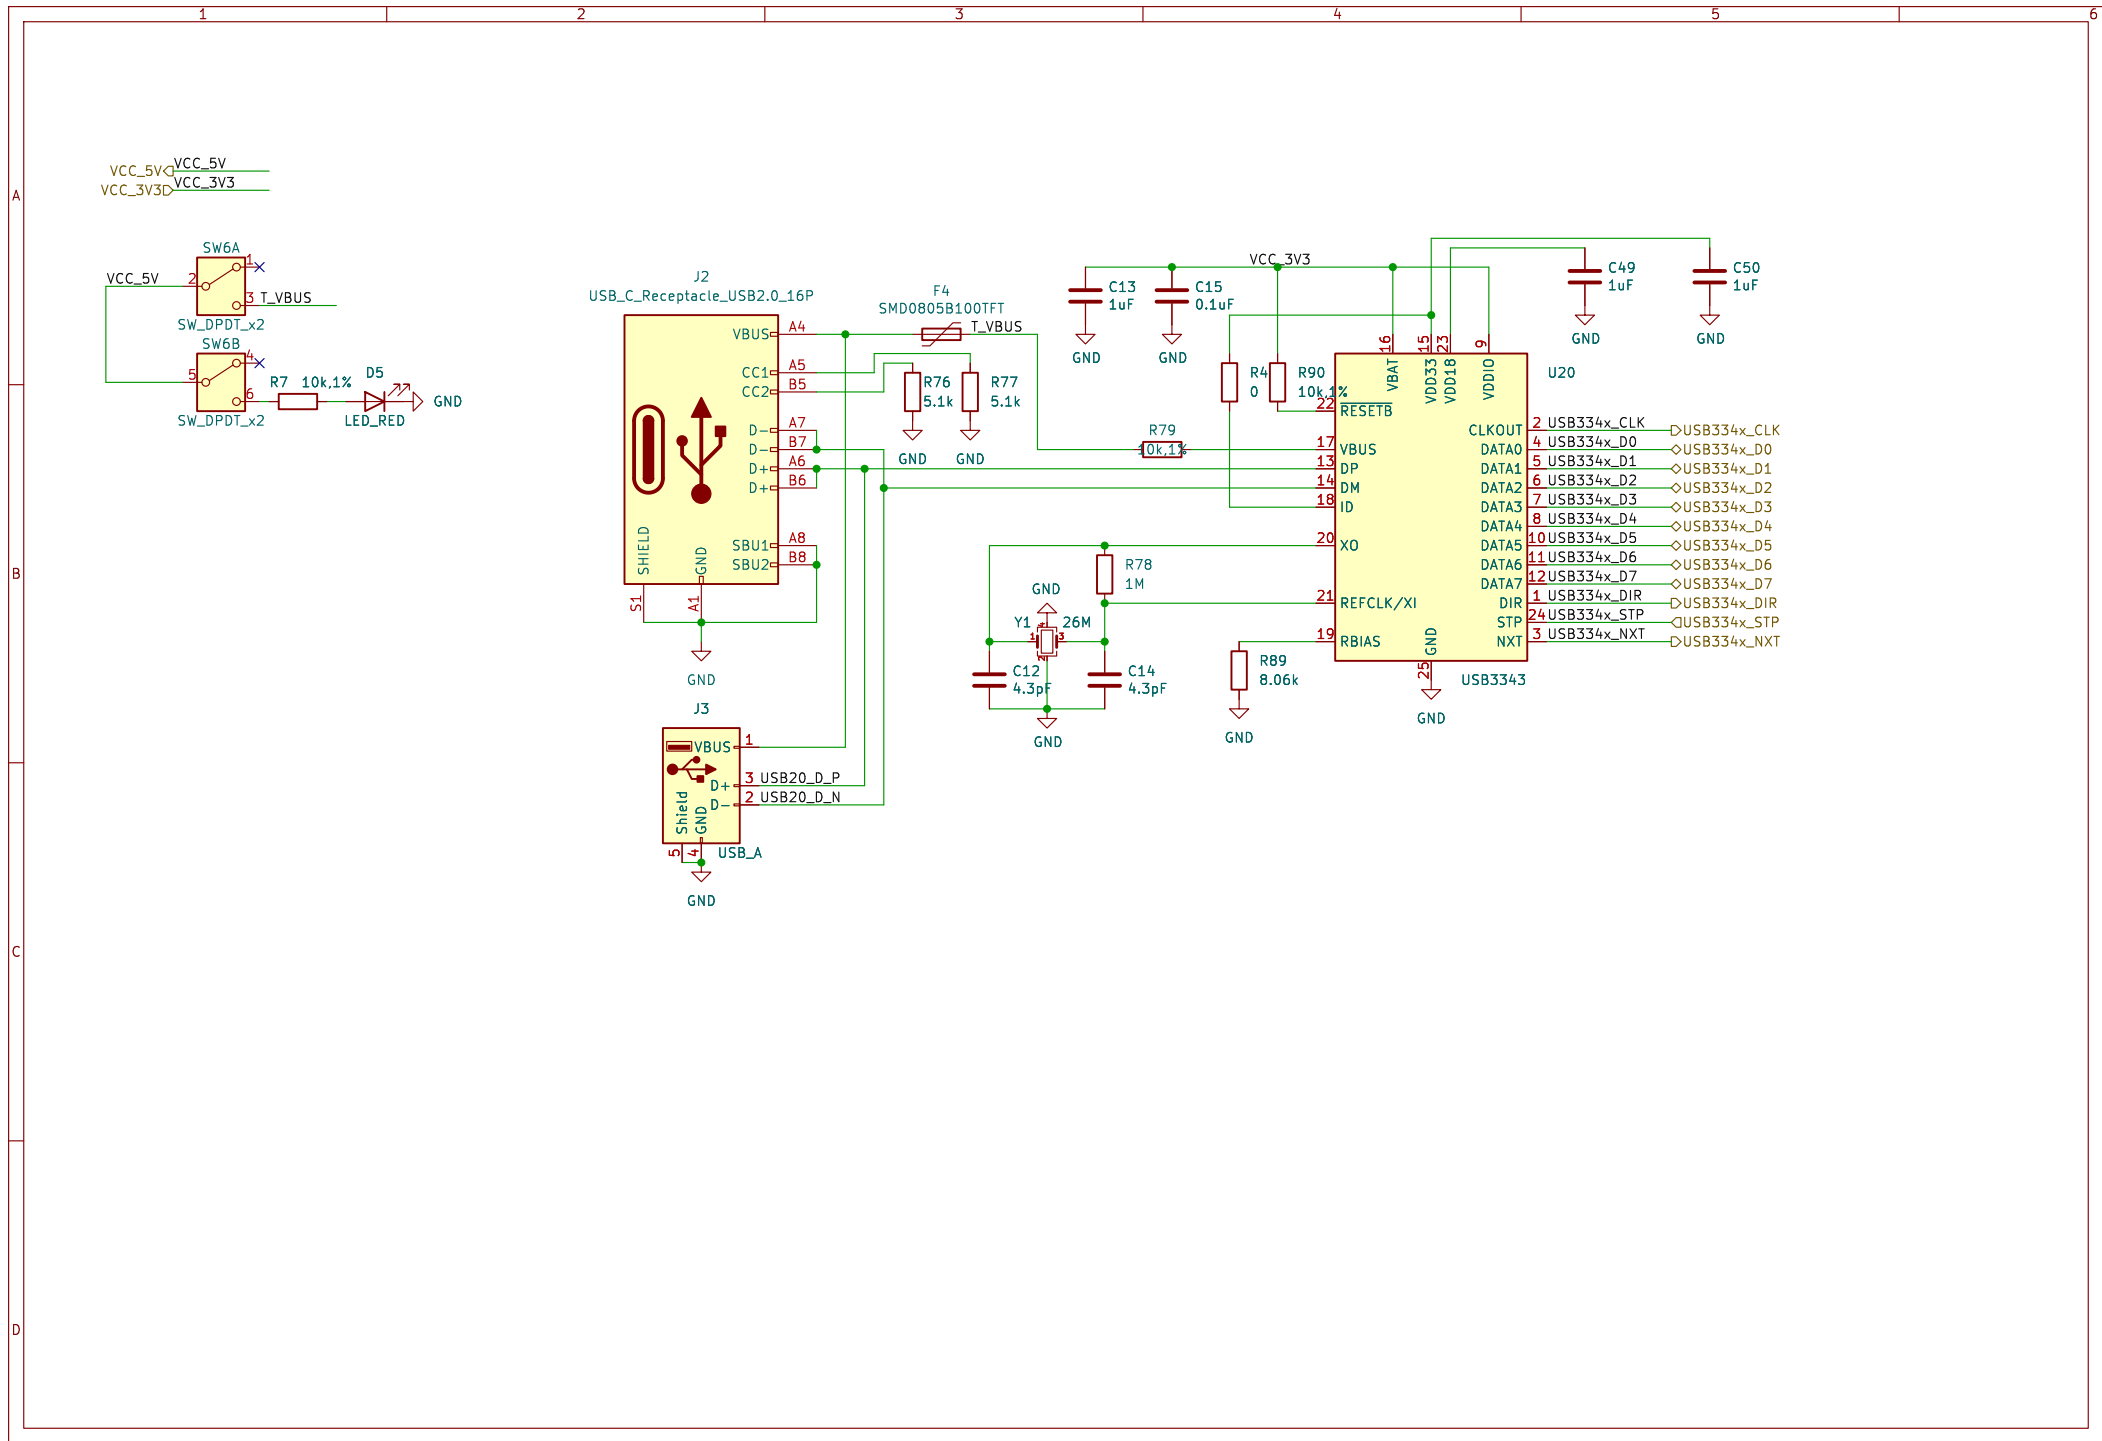 1 2 3 4 5 6
A
B
C
D
VCC_5V VCC_5V
VCC_3V3 VCC_3V3
SW6A
1
VCC_5V 2
3 T_VBUS
SW_DPDT_x2
SW6B
4
5
6
SW_DPDT_x2
R7 10k,1%
D5
LED_RED
GND
J2
USB_C_Receptacle_USB2.0_16P
VBUS A4
CC1 A5
CC2 B5
D- A7
D- B7
D+ A6
D+ B6
SBU1 A8
SBU2 B8
SHIELD
GND
S1
A1
GND
F4
SMD0805B100TFT
T_VBUS
R76
5.1k
GND
R77
5.1k
GND
J3
VBUS 1
D+ 3 USB20_D_P
D- 2 USB20_D_N
Shield
GND
5
4
USB_A
GND
VCC_3V3
C13
1uF
GND
C15
0.1uF
GND
R4
0
R90
10k,1%
R79
10k,1%
R78
1M
GND
Y1 26M
1
2
3
4
C12
4.3pF
C14
4.3pF
GND
R89
8.06k
GND
C49
1uF
GND
C50
1uF
GND
U20
16 15 23 9
VBAT VDD33 VDD18 VDDIO
22 RESETB
17 VBUS
13 DP
14 DM
18 ID
20 XO
21 REFCLK/XI
19 RBIAS
GND
25
GND
USB3343
CLKOUT 2 USB334x_CLK USB334x_CLK
DATA0 4 USB334x_D0 USB334x_D0
DATA1 5 USB334x_D1 USB334x_D1
DATA2 6 USB334x_D2 USB334x_D2
DATA3 7 USB334x_D3 USB334x_D3
DATA4 8 USB334x_D4 USB334x_D4
DATA5 10 USB334x_D5 USB334x_D5
DATA6 11 USB334x_D6 USB334x_D6
DATA7 12 USB334x_D7 USB334x_D7
DIR 1 USB334x_DIR USB334x_DIR
STP 24 USB334x_STP USB334x_STP
NXT 3 USB334x_NXT USB334x_NXT